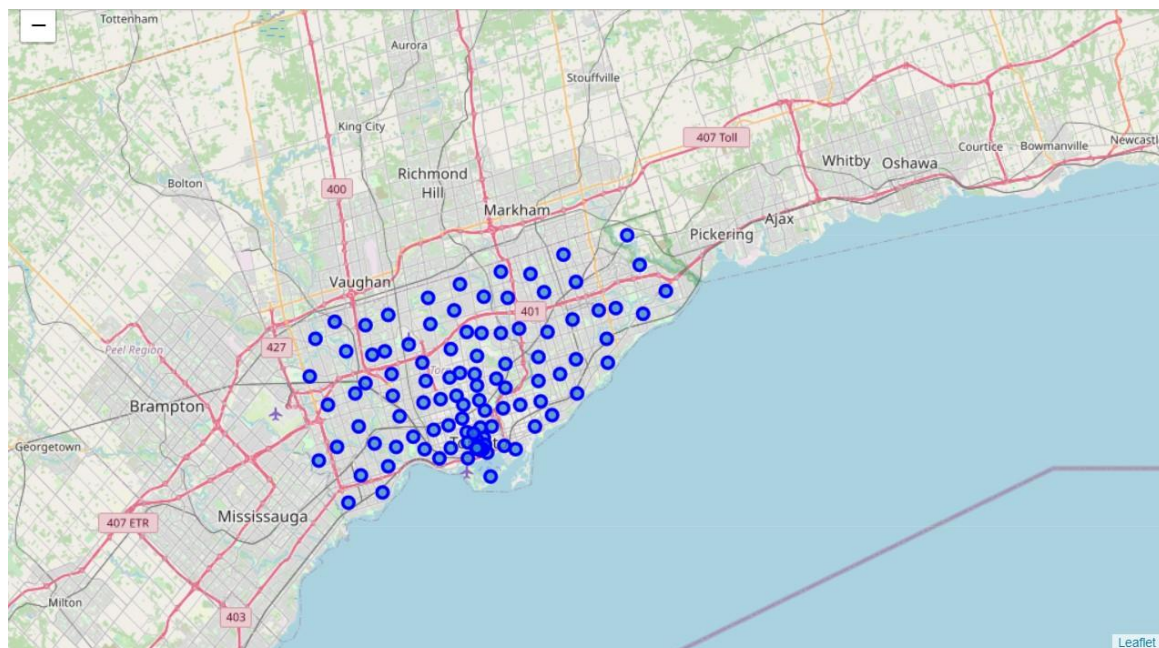 −
Tottenham
Aurora
Stouffville
King City
407 Toll
Newcastl
Courtice
Bowmanville
Whitby
Oshawa
Richmond
Hill
Bolton
400
Markham
Ajax
Pickering
Vaughan
401
427
Peel Region
Brampton
Georgetown
Mississauga
407 ETR
Milton
403
Leaflet